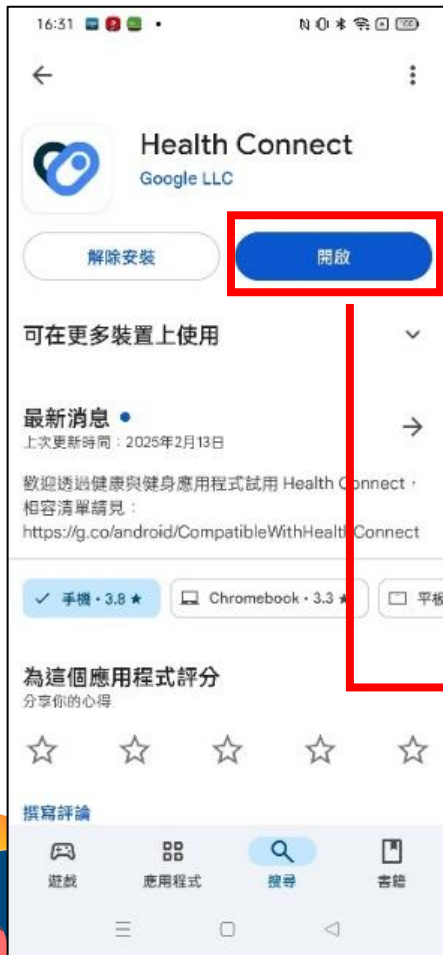 16:31
Health Connect
Google LLC
解除安裝
開啟
可在更多裝置上使用
最新消息
上次更新時間：2025年2月13日
歡迎透過健康與健身應用程式試用 Health Connect，
相容清單請見：
https://g.co/android/CompatibleWithHealthConnect
手機・3.8 ★
Chromebook・3.3 ★
平板
為這個應用程式評分
分享你的心得
撰寫評論
遊戲
應用程式
搜尋
書籍